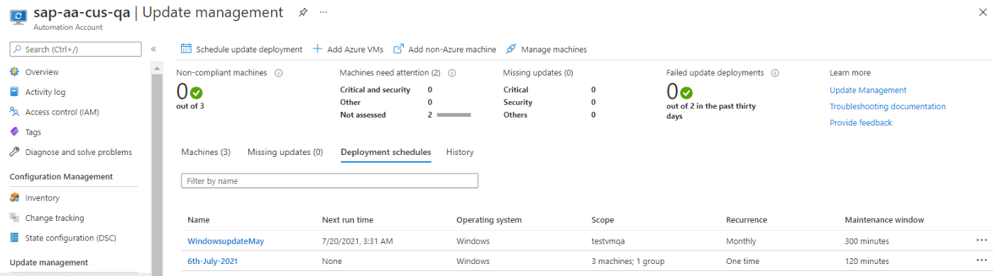 sap-aa-cus-qa | Update management
Automation Account
Search (Ctrl+/)
Overview
Activity log
Access control (IAM)
Tags
Diagnose and solve problems
Configuration Management
Inventory
Change tracking
State configuration (DSC)
Update management
Schedule update deployment Add Azure VMs Add non-Azure machine Manage machines
Non-compliant machines
0
out of 3
Machines need attention (2)
Critical and security 0
Other 0
Not assessed 2
Missing updates (0)
Critical 0
Security 0
Others 0
Failed update deployments
0
out of 2 in the past thirty
days
Learn more
Update Management
Troubleshooting documentation
Provide feedback
Machines (3) Missing updates (0) Deployment schedules History
Filter by name
Name Next run time Operating system Scope Recurrence Maintenance window
WindowsupdateMay 7/20/2021, 3:31 AM Windows testvmqa Monthly 300 minutes
6th-July-2021 None Windows 3 machines; 1 group One time 120 minutes